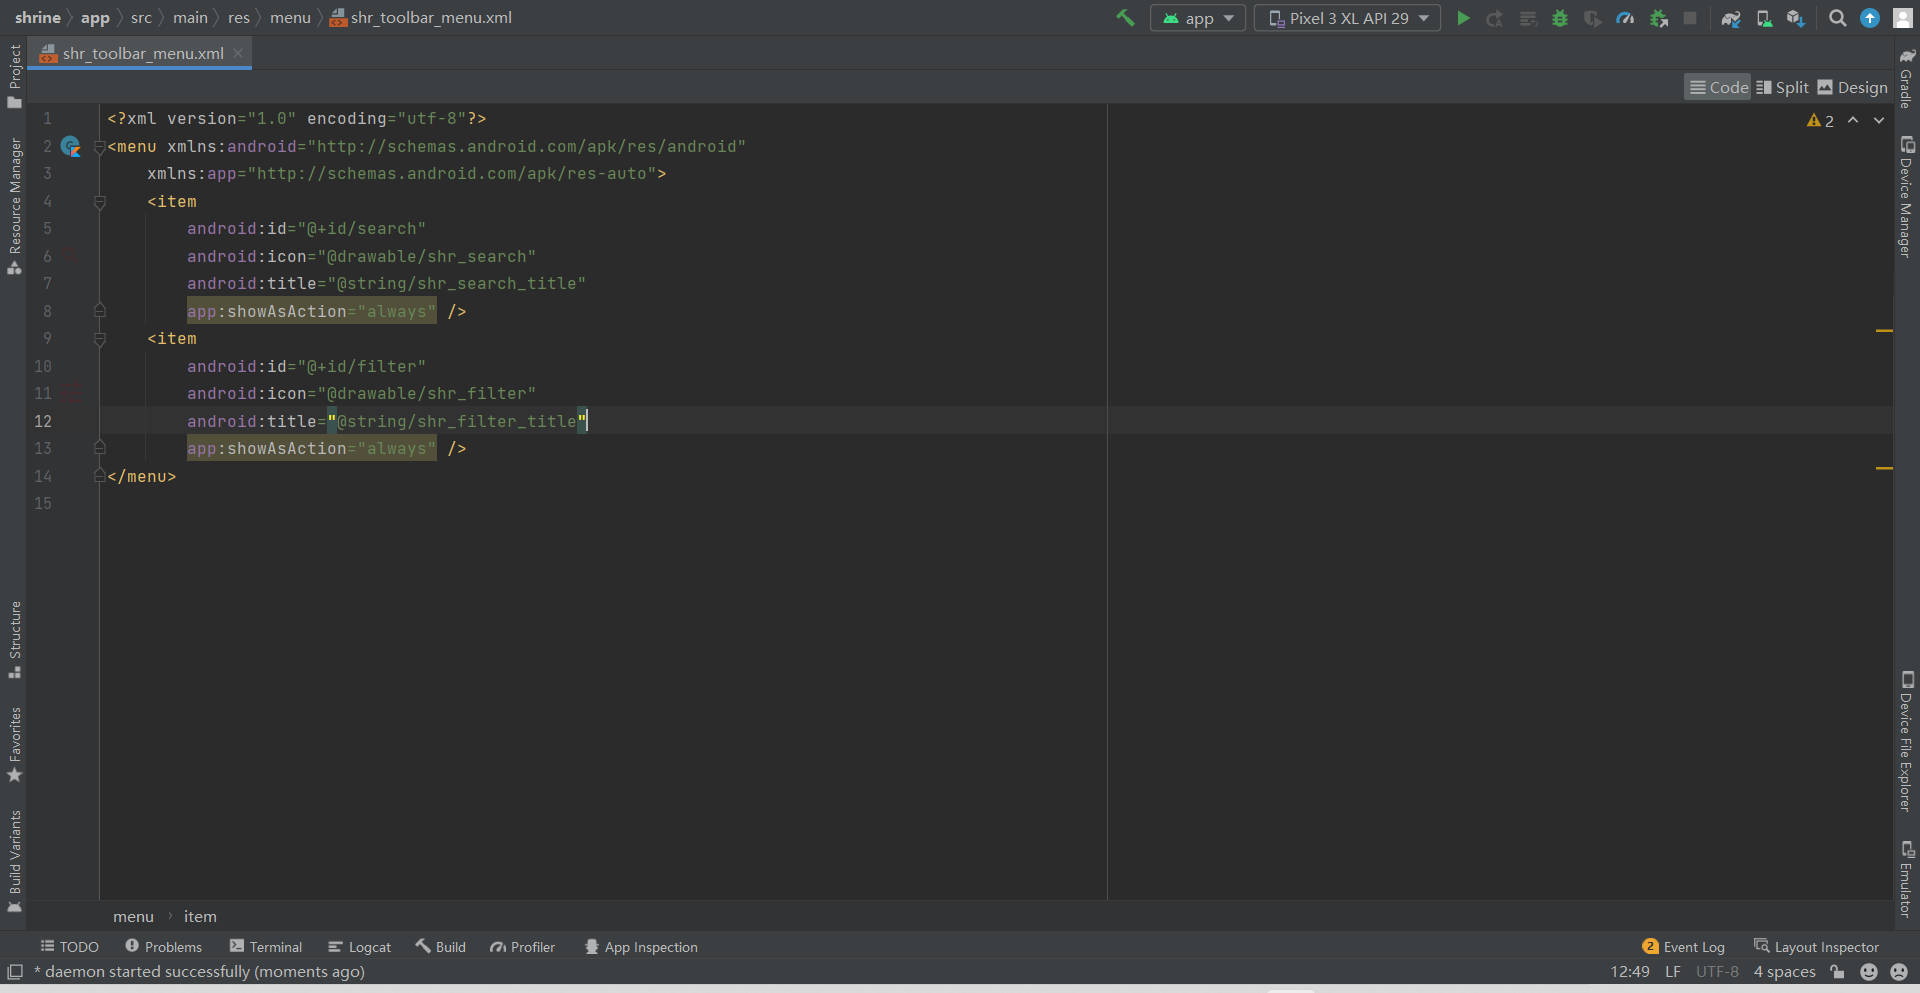 shrine app src main res menu shr_toolbar_menu.xml app Pixel 3 XL API 29
shr_toolbar_menu.xml
Code Split Design
1 <?xml version="1.0" encoding="utf-8"?>
2 <menu xmlns:android="http://schemas.android.com/apk/res/android"
3 xmlns:app="http://schemas.android.com/apk/res-auto">
4 <item
5 android:id="@+id/search"
6 android:icon="@drawable/shr_search"
7 android:title="@string/shr_search_title"
8 app:showAsAction="always" />
9 <item
10 android:id="@+id/filter"
11 android:icon="@drawable/shr_filter"
12 android:title="@string/shr_filter_title"
13 app:showAsAction="always" />
14 </menu>
15
2
Project
Resource Manager
Structure
Favorites
Build Variants
Gradle
Device Manager
Device File Explorer
Emulator
menu › item
TODO Problems Terminal Logcat Build Profiler App Inspection 2 Event Log Layout Inspector
* daemon started successfully (moments ago) 12:49 LF UTF-8 4 spaces